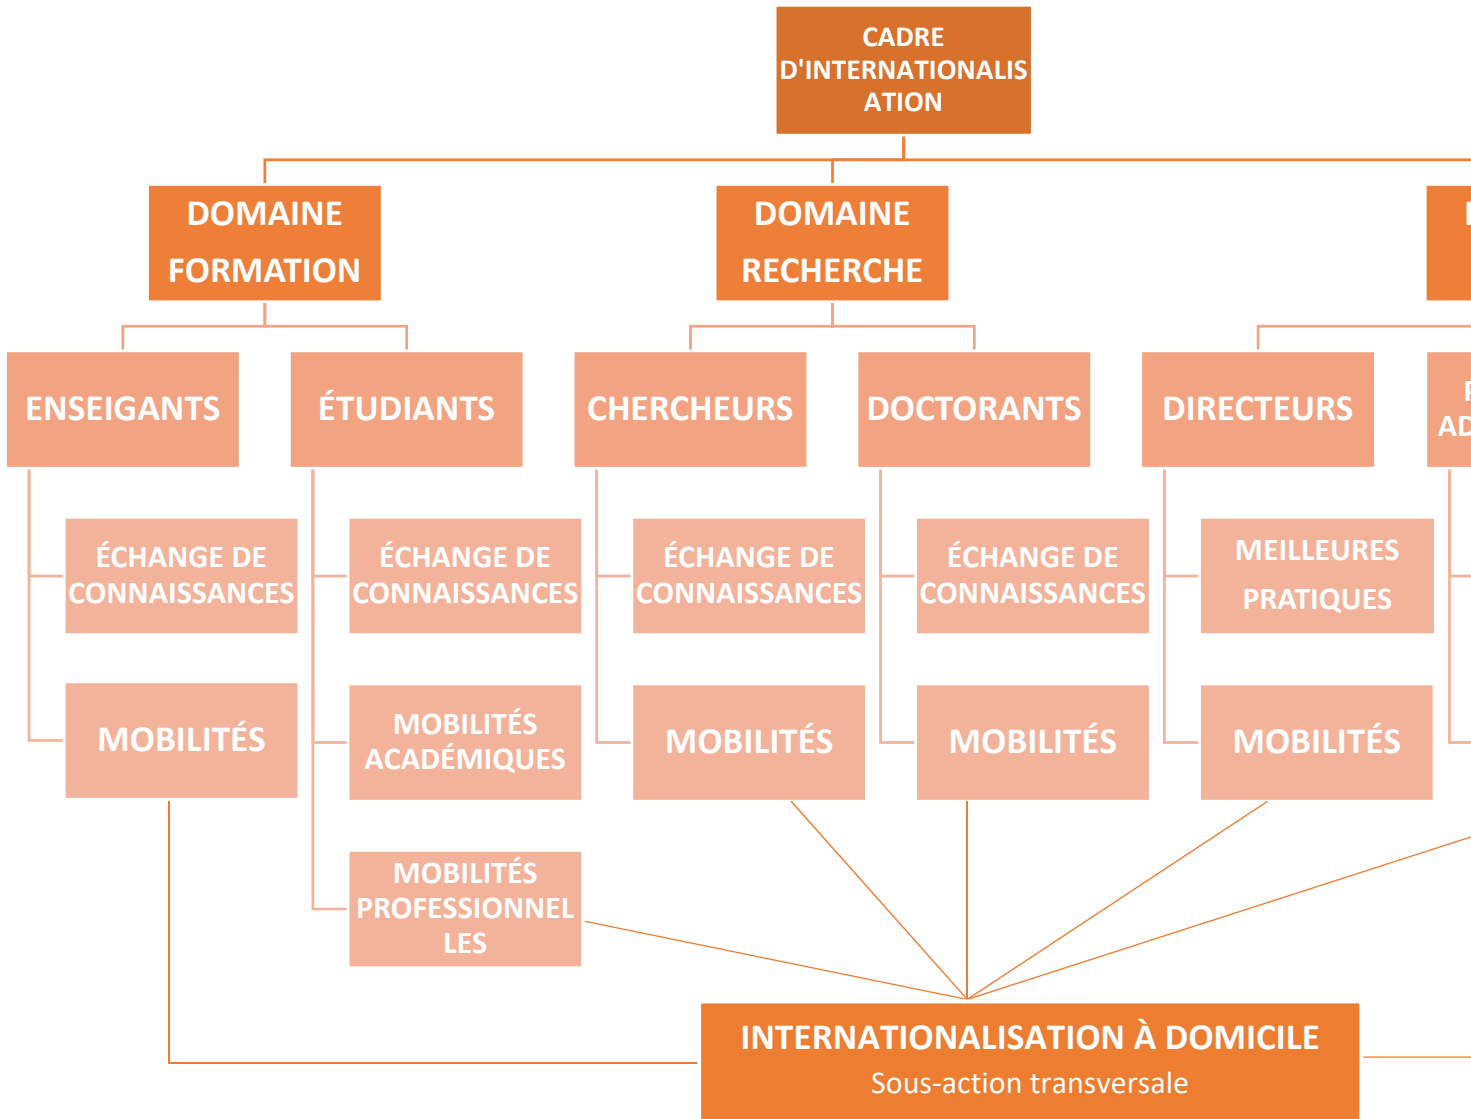 CADRE
D'INTERNATIONALIS
ATION
DOMAINE
FORMATION
DOMAINE
RECHERCHE
ENSEIGANTS
ÉTUDIANTS
CHERCHEURS
DOCTORANTS
DIRECTEURS
AD
ÉCHANGE DE
CONNAISSANCES
ÉCHANGE DE
CONNAISSANCES
ÉCHANGE DE
CONNAISSANCES
ÉCHANGE DE
CONNAISSANCES
MEILLEURES
PRATIQUES
MOBILITÉS
MOBILITÉS
ACADÉMIQUES
MOBILITÉS
MOBILITÉS
MOBILITÉS
MOBILITÉS
PROFESSIONNEL
LES
INTERNATIONALISATION À DOMICILE
Sous-action transversale